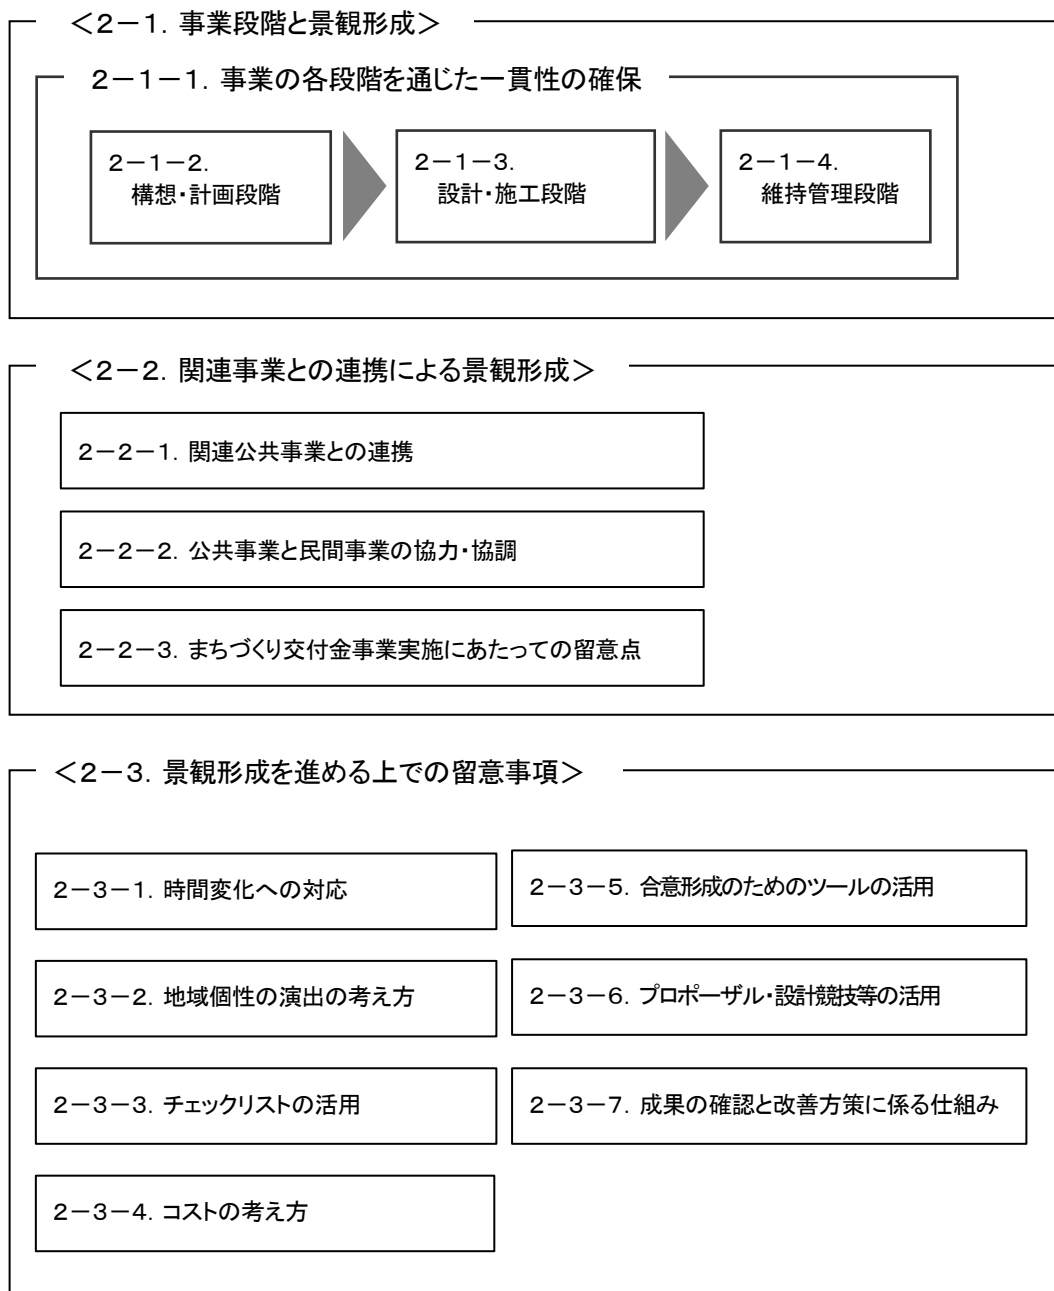 ＜２－１．事業段階と景観形成＞
２－１－１．事業の各段階を通じた一貫性の確保
２－１－２．
構想・計画段階
２－１－３．
設計・施工段階
２－１－４．
維持管理段階
＜２－２．関連事業との連携による景観形成＞
２－２－１．関連公共事業との連携
２－２－２．公共事業と民間事業の協力・協調
２－２－３．まちづくり交付金事業実施にあたっての留意点
＜２－３．景観形成を進める上での留意事項＞
２－３－１．時間変化への対応
２－３－２．地域個性の演出の考え方
２－３－３．チェックリストの活用
２－３－４．コストの考え方
２－３－５．合意形成のためのツールの活用
２－３－６．プロポーザル・設計競技等の活用
２－３－７．成果の確認と改善方策に係る仕組み